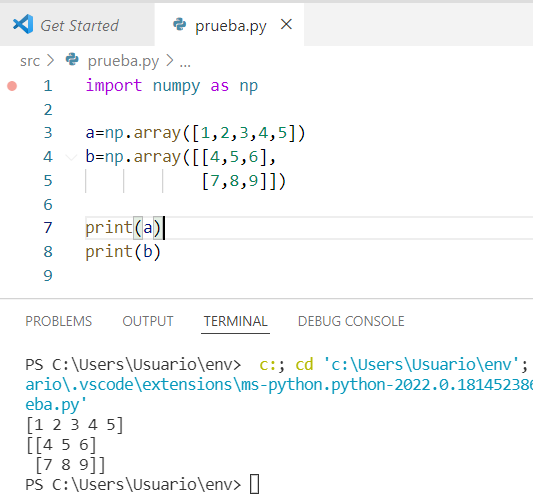 Get Started prueba.py
src > prueba.py > ...
1 import numpy as np
2
3 a=np.array([1,2,3,4,5])
4 b=np.array([[4,5,6],
5 [7,8,9]])
6
7 print(a)
8 print(b)
9
PROBLEMS OUTPUT TERMINAL DEBUG CONSOLE
PS C:\Users\Usuario\env> c:; cd 'c:\Users\Usuario\env';
ario\.vscode\extensions\ms-python.python-2022.0.181452386
eba.py'
[1 2 3 4 5]
[[4 5 6]
[7 8 9]]
PS C:\Users\Usuario\env>